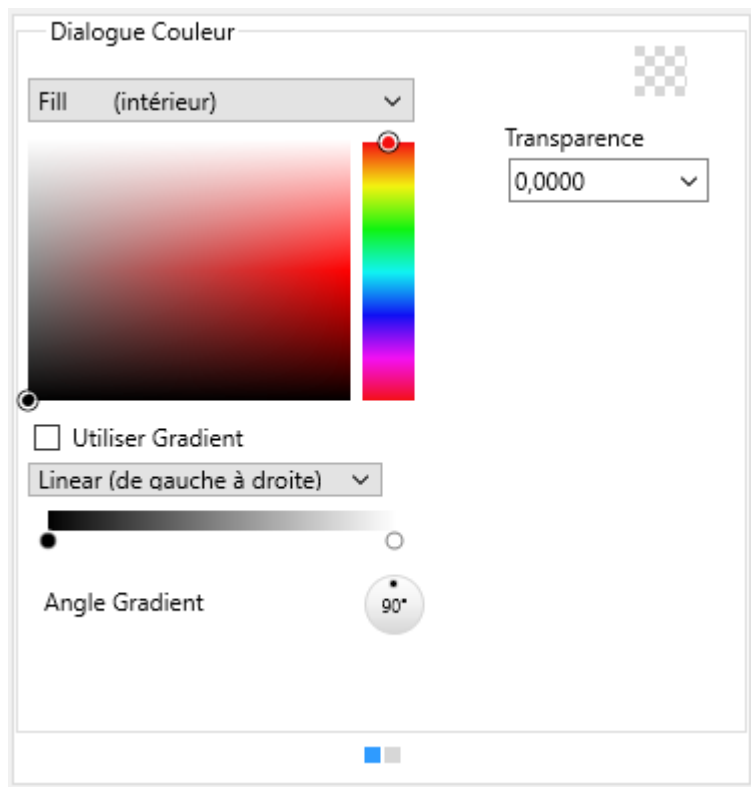 Dialogue Couleur
Fill (intérieur)
Transparence
0,0000
Utiliser Gradient
Linear (de gauche à droite)
Angle Gradient
90°